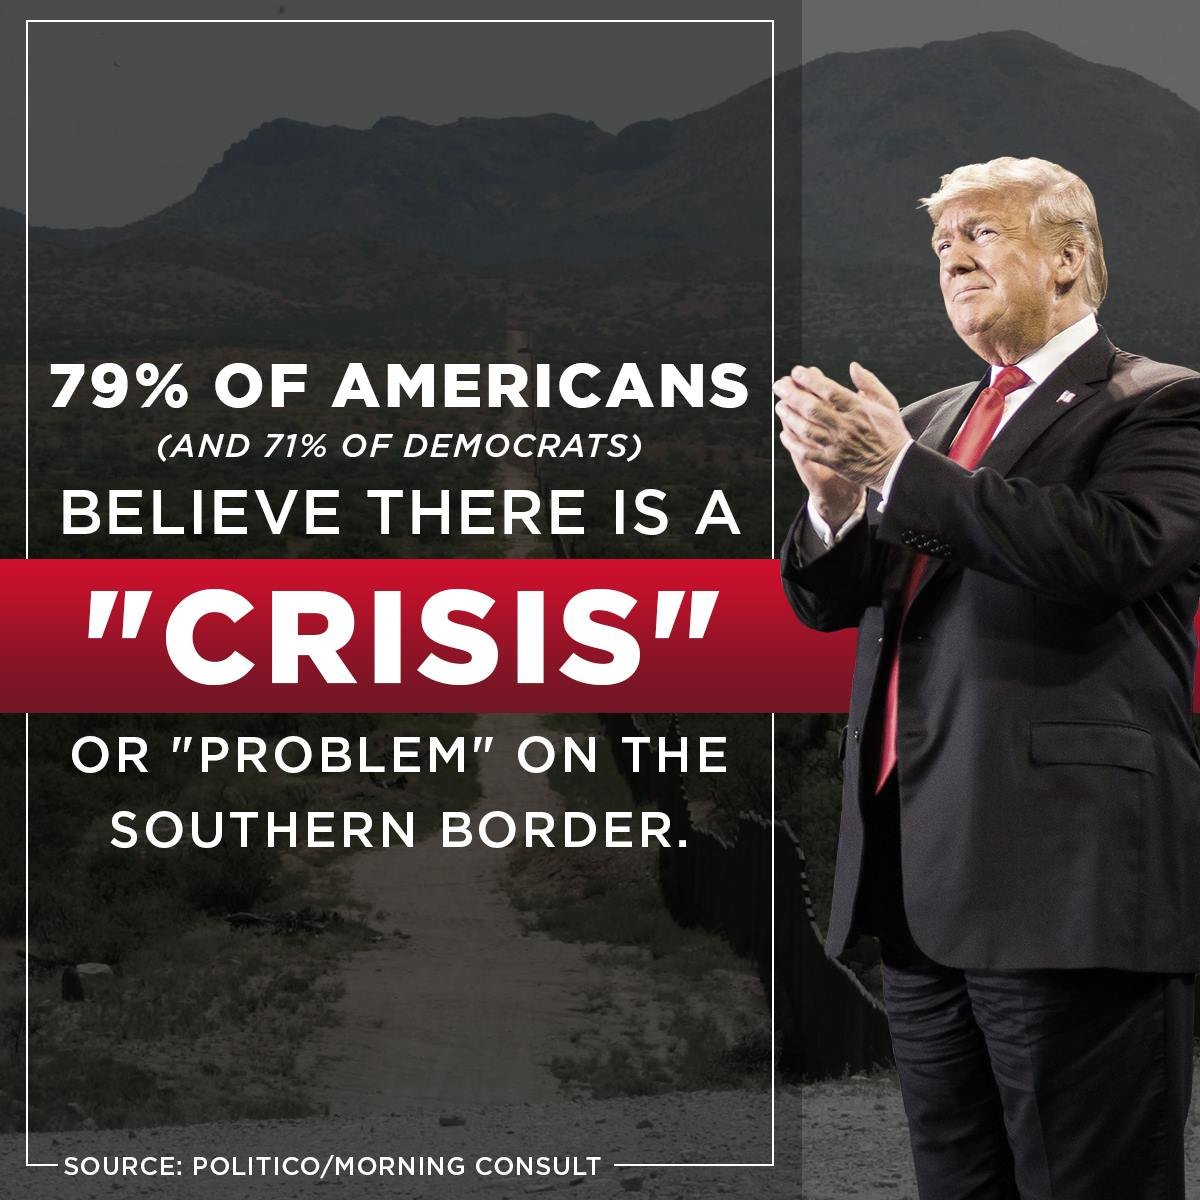 79% OF AMERICANS
(AND 71% OF DEMOCRATS)
BELIEVE THERE IS A
"CRISIS"
OR "PROBLEM" ON THE
SOUTHERN BORDER.
SOURCE: POLITICO/MORNING CONSULT